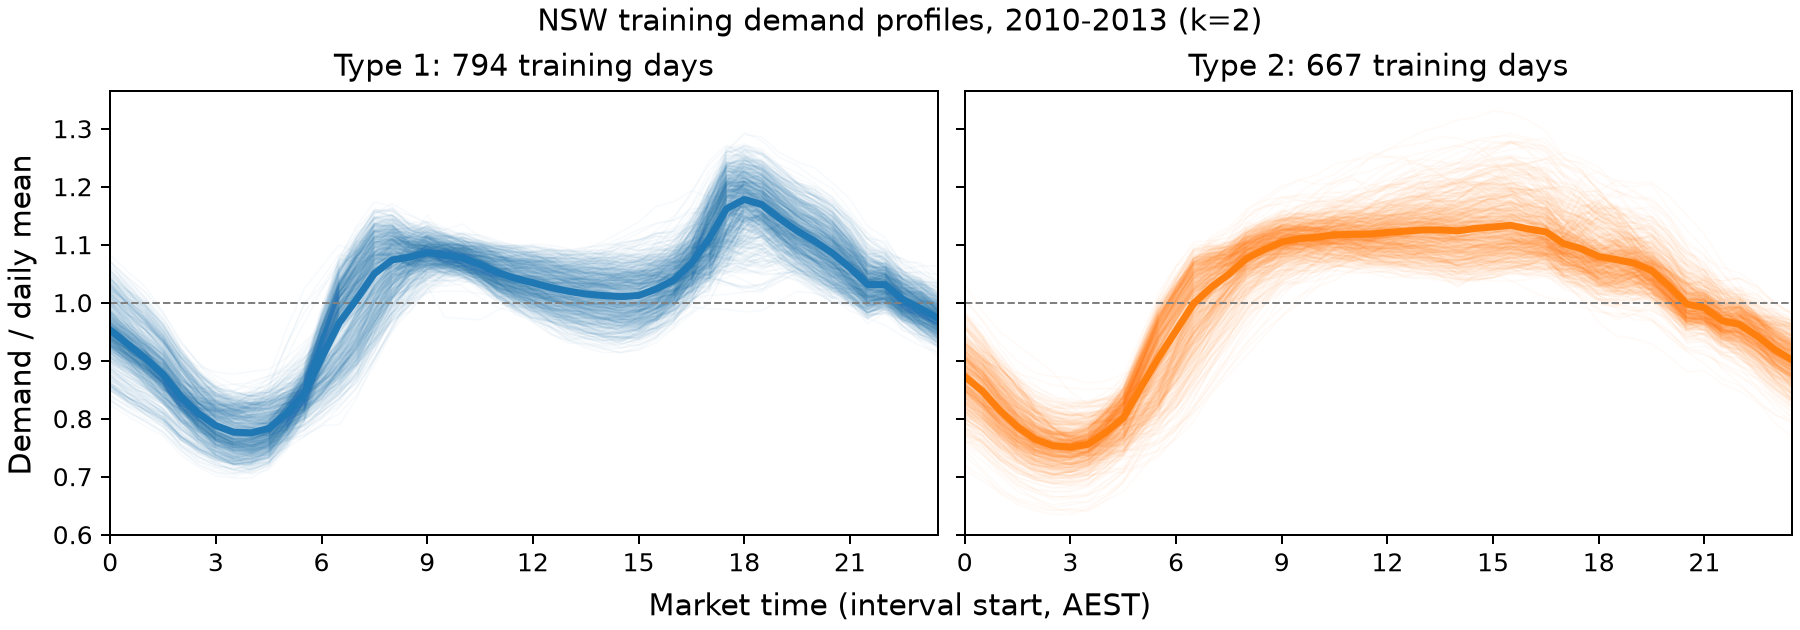 NSW training demand profiles, 2010-2013 (k=2)
Type 1: 794 training days
Type 2: 667 training days
Demand / daily mean
1.3
1.2
1.1
1.0
0.9
0.8
0.7
0.6
0 3 6 9 12 15 18 21
0 3 6 9 12 15 18 21
Market time (interval start, AEST)